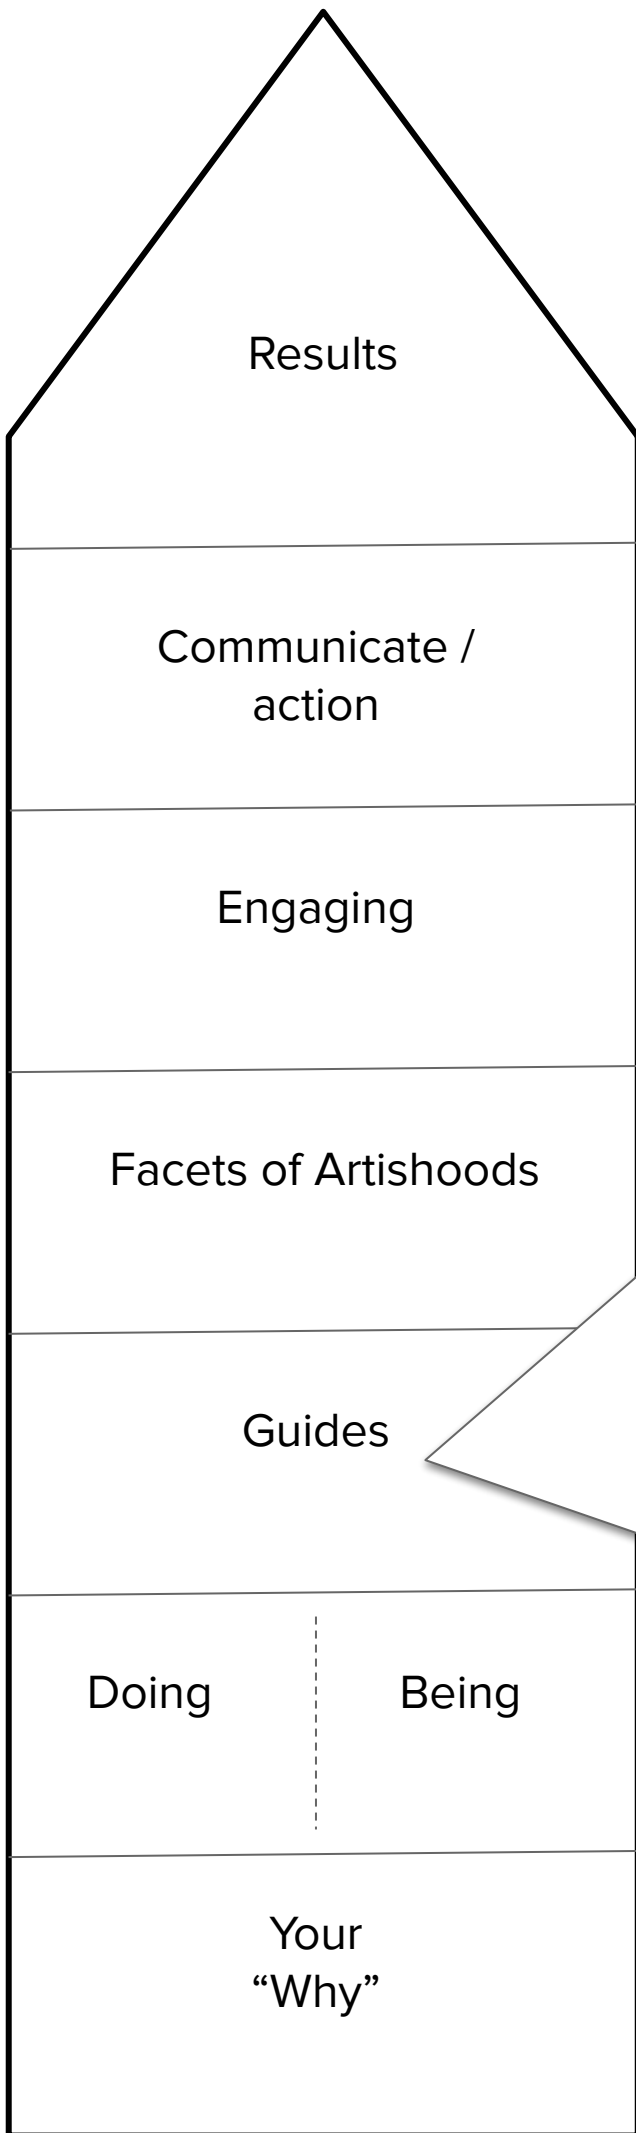 Results
Communicate /
action
Engaging
Facets of Artishoods
Guides
Doing Being
Your
“Why”